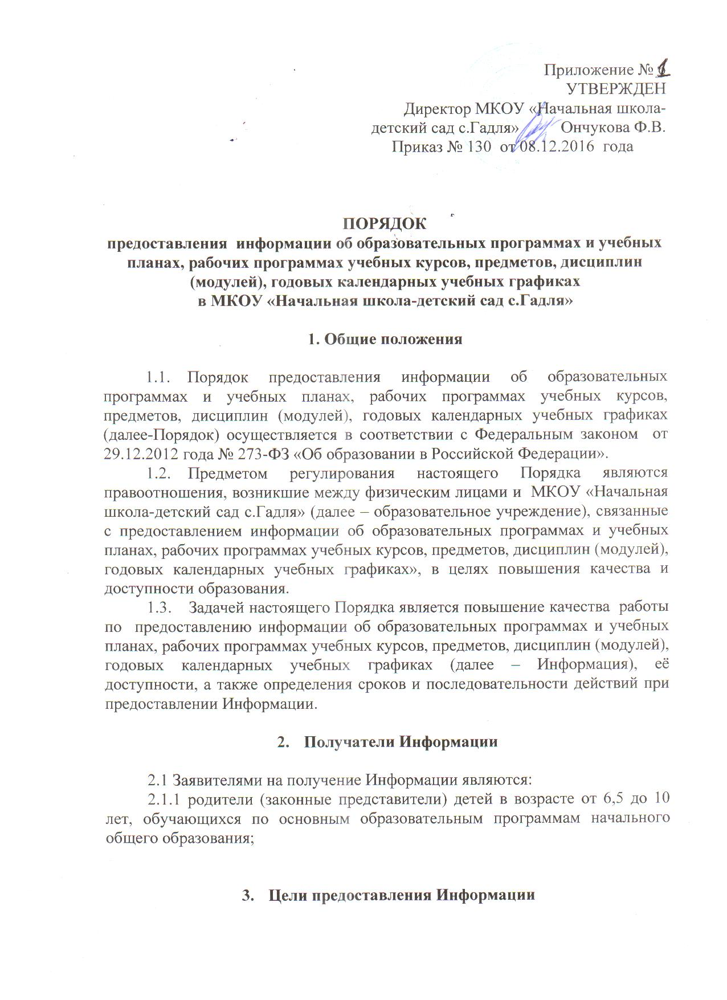 Приложение № 1
УТВЕРЖДЕН
Директор МКОУ «Начальная школа-
детский сад с.Гадля» Ончукова Ф.В.
Приказ № 130 от 08.12.2016 года
ПОРЯДОК
предоставления информации об образовательных программах и учебных
планах, рабочих программах учебных курсов, предметов, дисциплин
(модулей), годовых календарных учебных графиках
в МКОУ «Начальная школа-детский сад с.Гадля»
1. Общие положения
1.1. Порядок предоставления информации об образовательных
программах и учебных планах, рабочих программах учебных курсов,
предметов, дисциплин (модулей), годовых календарных учебных графиках
(далее-Порядок) осуществляется в соответствии с Федеральным законом от
29.12.2012 года № 273-ФЗ «Об образовании в Российской Федерации».
1.2. Предметом регулирования настоящего Порядка являются
правоотношения, возникшие между физическим лицами и МКОУ «Начальная
школа-детский сад с.Гадля» (далее – образовательное учреждение), связанные
с предоставлением информации об образовательных программах и учебных
планах, рабочих программах учебных курсов, предметов, дисциплин (модулей),
годовых календарных учебных графиках», в целях повышения качества и
доступности образования.
1.3. Задачей настоящего Порядка является повышение качества работы
по предоставлению информации об образовательных программах и учебных
планах, рабочих программах учебных курсов, предметов, дисциплин (модулей),
годовых календарных учебных графиках (далее – Информация), её
доступности, а также определения сроков и последовательности действий при
предоставлении Информации.
2. Получатели Информации
2.1 Заявителями на получение Информации являются:
2.1.1 родители (законные представители) детей в возрасте от 6,5 до 10
лет, обучающихся по основным образовательным программам начального
общего образования;
3. Цели предоставления Информации